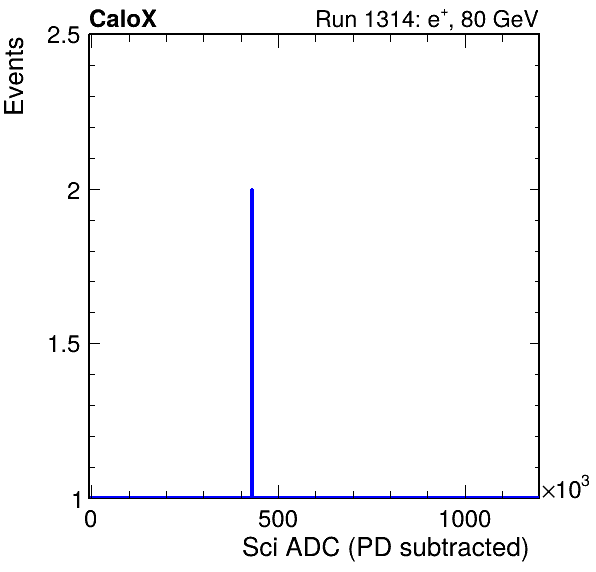 CaloX Run 1314: e⁺, 80 GeV
Events
2.5
2
1.5
1
0 500 1000 ×10³
Sci ADC (PD subtracted)